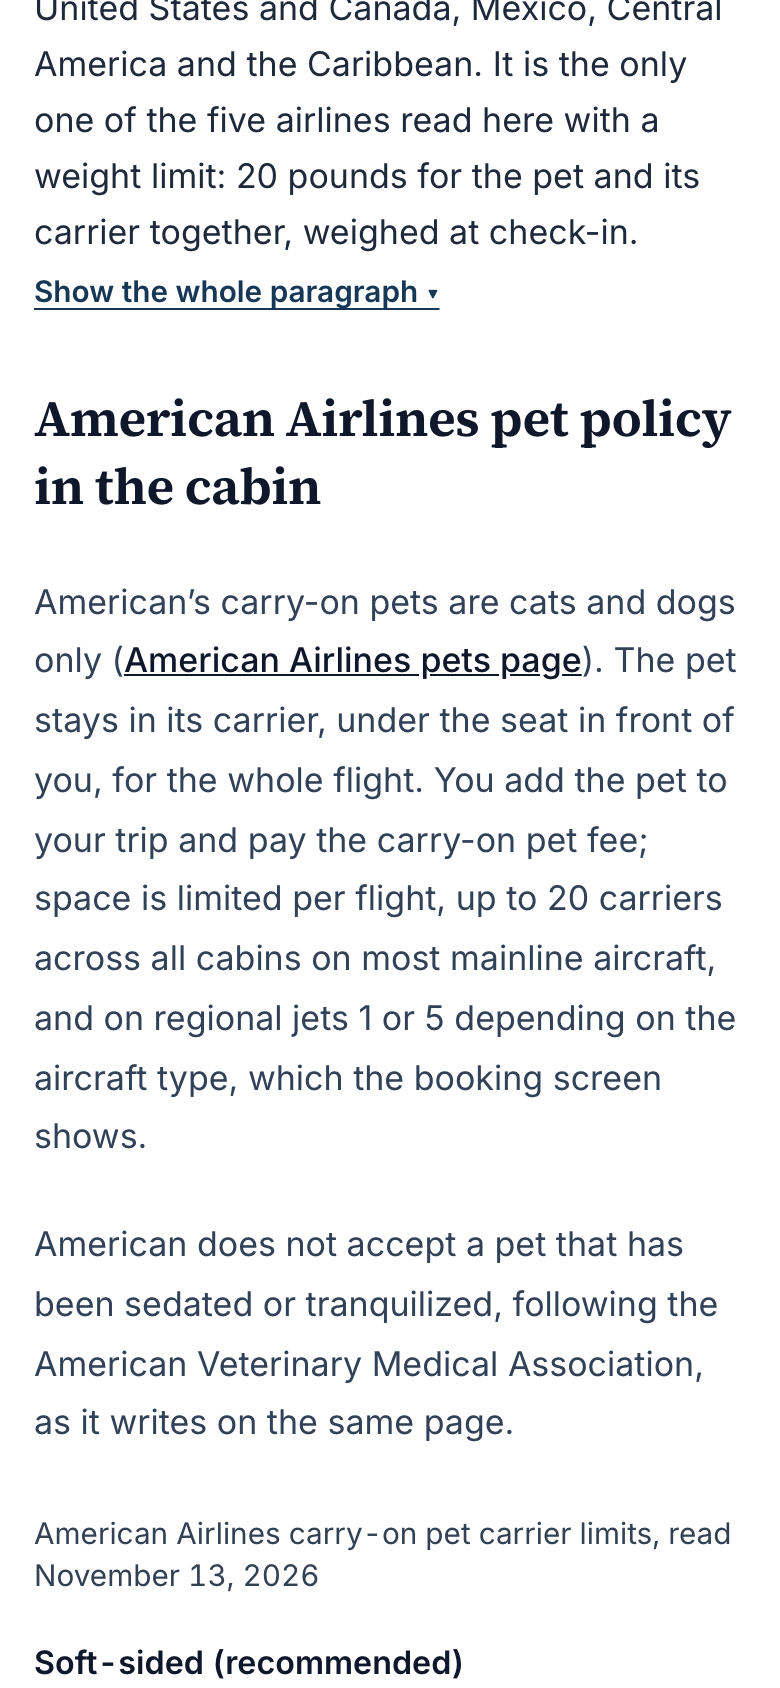 United States and Canada, Mexico, Central
America and the Caribbean. It is the only
one of the five airlines read here with a
weight limit: 20 pounds for the pet and its
carrier together, weighed at check-in.
Show the whole paragraph ▾
American Airlines pet policy
in the cabin
American’s carry-on pets are cats and dogs
only (American Airlines pets page). The pet
stays in its carrier, under the seat in front of
you, for the whole flight. You add the pet to
your trip and pay the carry-on pet fee;
space is limited per flight, up to 20 carriers
across all cabins on most mainline aircraft,
and on regional jets 1 or 5 depending on the
aircraft type, which the booking screen
shows.
American does not accept a pet that has
been sedated or tranquilized, following the
American Veterinary Medical Association,
as it writes on the same page.
American Airlines carry-on pet carrier limits, read
November 13, 2026
Soft-sided (recommended)